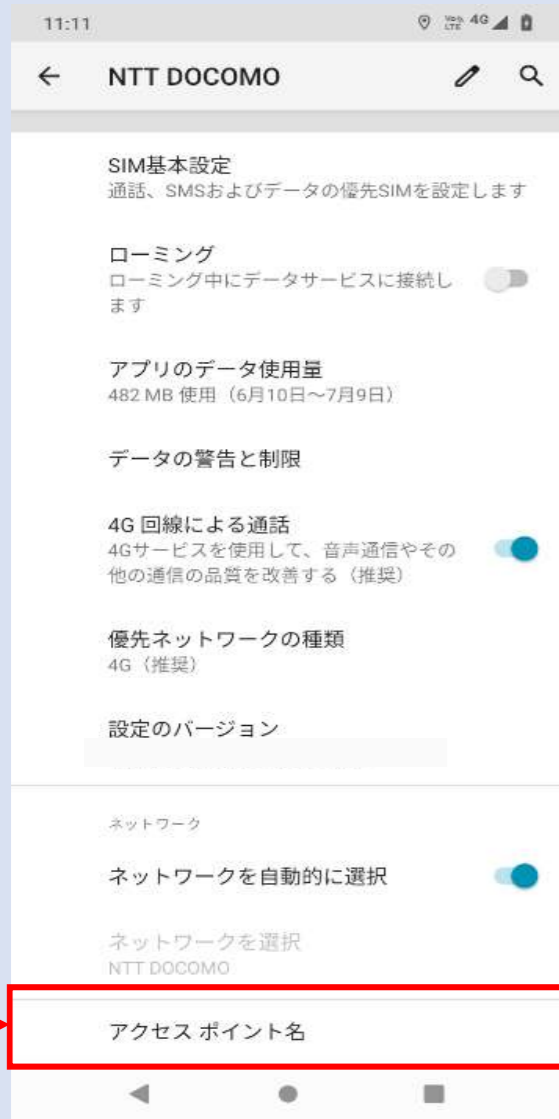 11:11
VoLTE 4G
NTT DOCOMO
SIM基本設定
通話、SMSおよびデータの優先SIMを設定します
ローミング
ローミング中にデータサービスに接続し
ます
アプリのデータ使用量
482 MB 使用（6月10日～7月9日）
データの警告と制限
4G 回線による通話
4Gサービスを使用して、音声通信やその
他の通信の品質を改善する（推奨）
優先ネットワークの種類
4G（推奨）
設定のバージョン
ネットワーク
ネットワークを自動的に選択
ネットワークを選択
NTT DOCOMO
アクセス ポイント名